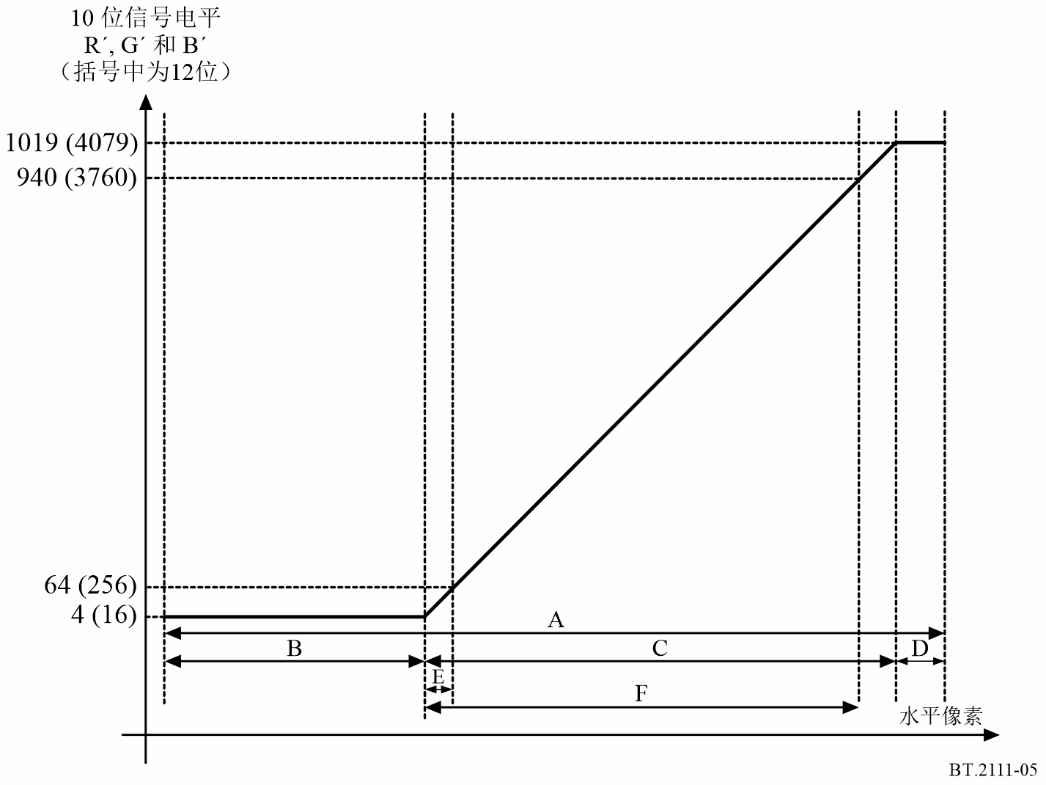 10 位信号电平
R´, G´ 和 B´
（括号中为12位）
1019 (4079)
940 (3760)
64 (256)
4 (16)
A
B
C
D
E
F
水平像素
BT.2111-05